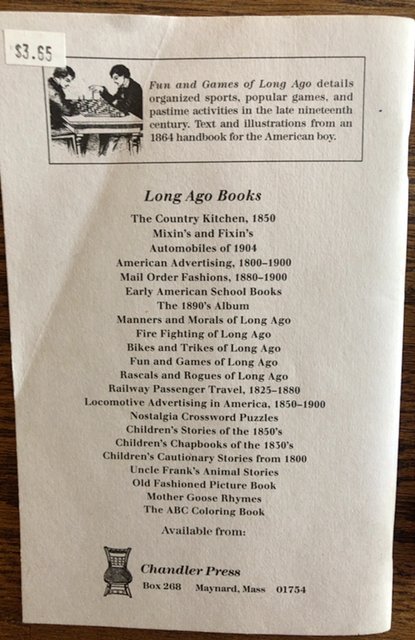 $3.65
Fun and Games of Long Ago details
organized sports, popular games, and
pastime activities in the late nineteenth
century. Text and illustrations from an
1864 handbook for the American boy.
Long Ago Books
The Country Kitchen, 1850
Mixin's and Fixin's
Automobiles of 1904
American Advertising, 1800-1900
Mail Order Fashions, 1880-1900
Early American School Books
The 1890's Album
Manners and Morals of Long Ago
Fire Fighting of Long Ago
Bikes and Trikes of Long Ago
Fun and Games of Long Ago
Rascals and Rogues of Long Ago
Railway Passenger Travel, 1825-1880
Locomotive Advertising in America, 1850-1900
Nostalgia Crossword Puzzles
Children's Stories of the 1850's
Children's Chapbooks of the 1850's
Children's Cautionary Stories from 1800
Uncle Frank's Animal Stories
Old Fashioned Picture Book
Mother Goose Rhymes
The ABC Coloring Book
Available from:
Chandler Press
Box 268 Maynard, Mass 01754